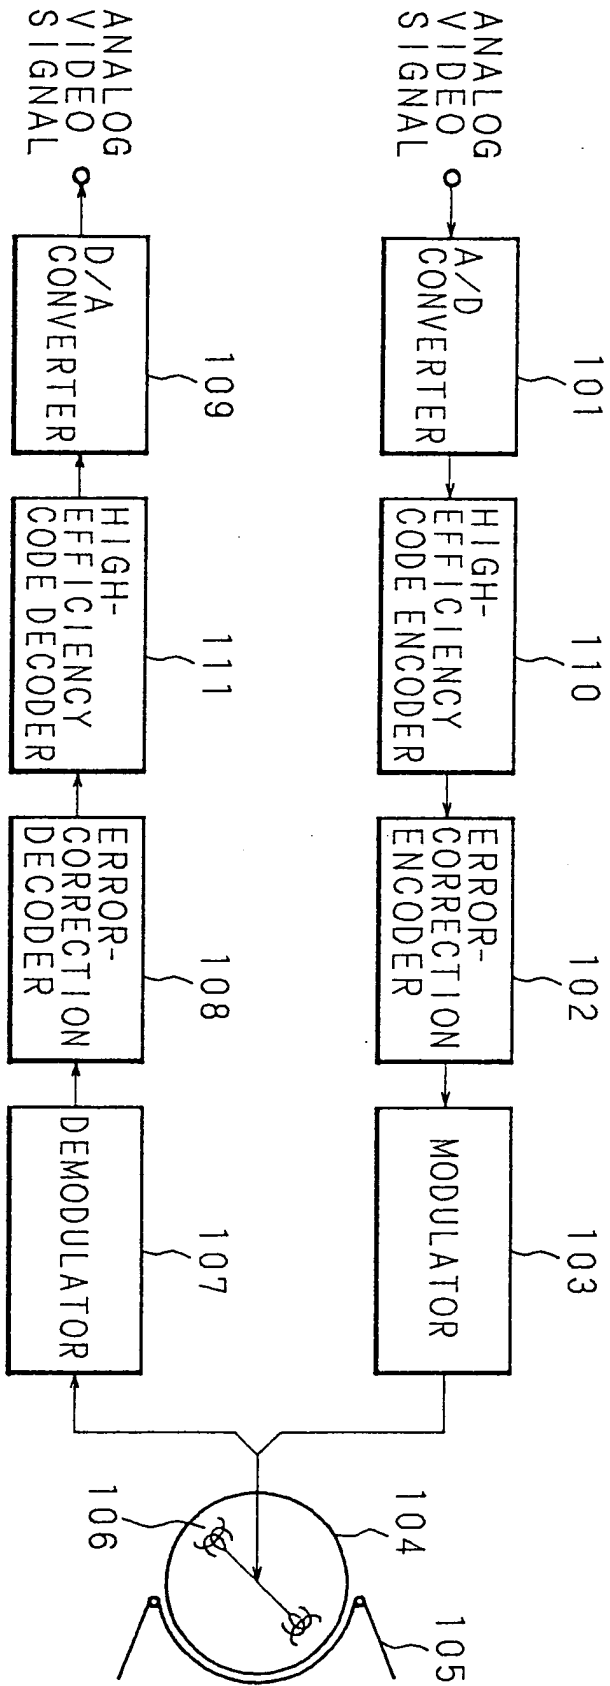 ANALOG
VIDEO
SIGNAL
A/D
CONVERTER
101
HIGH-
EFFICIENCY
CODE ENCODER
110
ERROR-
CORRECTION
ENCODER
102
MODULATOR
103
104
105
106
ANALOG
VIDEO
SIGNAL
D/A
CONVERTER
109
HIGH-
EFFICIENCY
CODE DECODER
111
ERROR-
CORRECTION
DECODER
108
DEMODULATOR
107